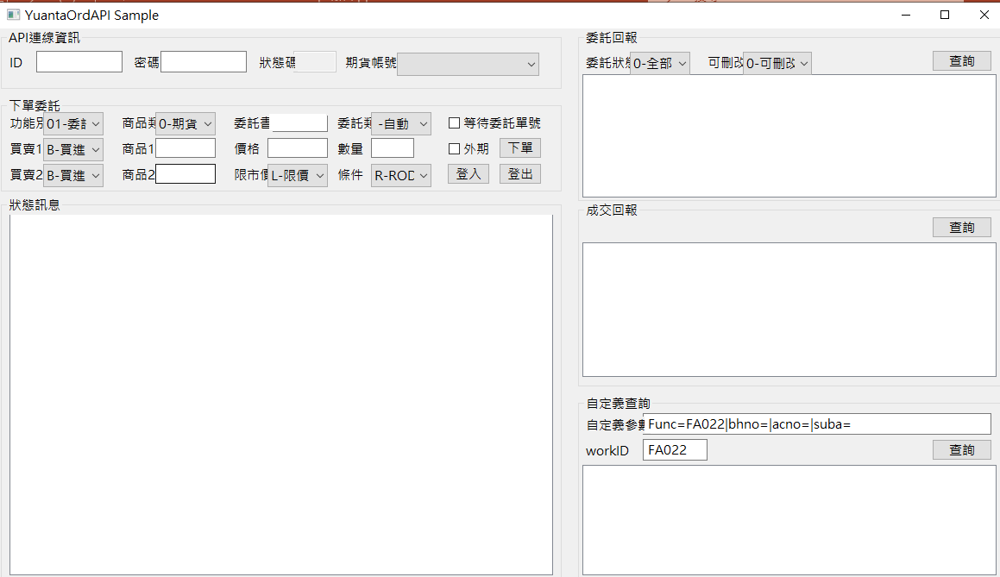 YuantaOrdAPI Sample
API連線資訊
ID 密碼 狀態碼 期貨帳號
下單委託
功能別 01-委託 商品類 0-期貨 委託書 委託類 -自動 等待委託單號
買賣1 B-買進 商品1 價格 數量 外期 下單
買賣2 B-買進 商品2 限市價 L-限價 條件 R-ROD 登入 登出
狀態訊息
委託回報
委託狀態 0-全部 可刪改 0-可刪改 查詢
成交回報
查詢
自定義查詢
自定義參數 Func=FA022|bhno=|acno=|suba=
workID FA022 查詢